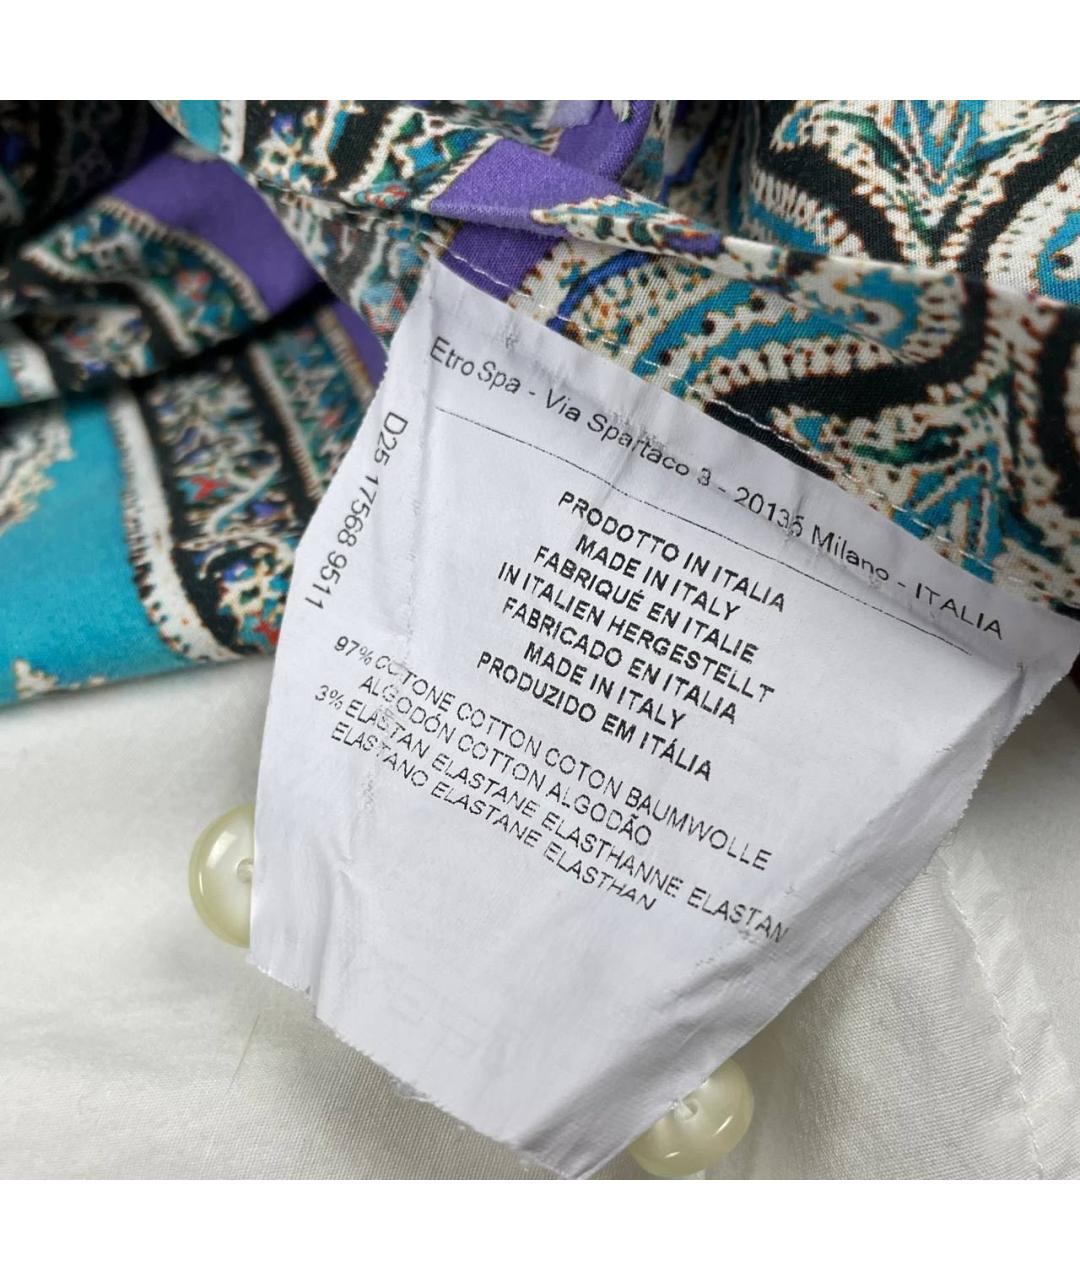 Etro Spa - Via Spartaco 3 - 20135 Milano - ITALIA
D25 17568 9511
PRODOTTO IN ITALIA
MADE IN ITALY
FABRIQUÉ EN ITALIE
IN ITALIEN HERGESTELLT
FABRICADO EN ITALIA
MADE IN ITALY
PRODUZIDO EM ITÁLIA
97% COTONE COTTON COTON BAUMWOLLE
ALGODÓN COTTON ALGODÃO
3% ELASTAN ELASTANE ELASTHANNE ELASTAN
ELASTANO ELASTANE ELASTHAN